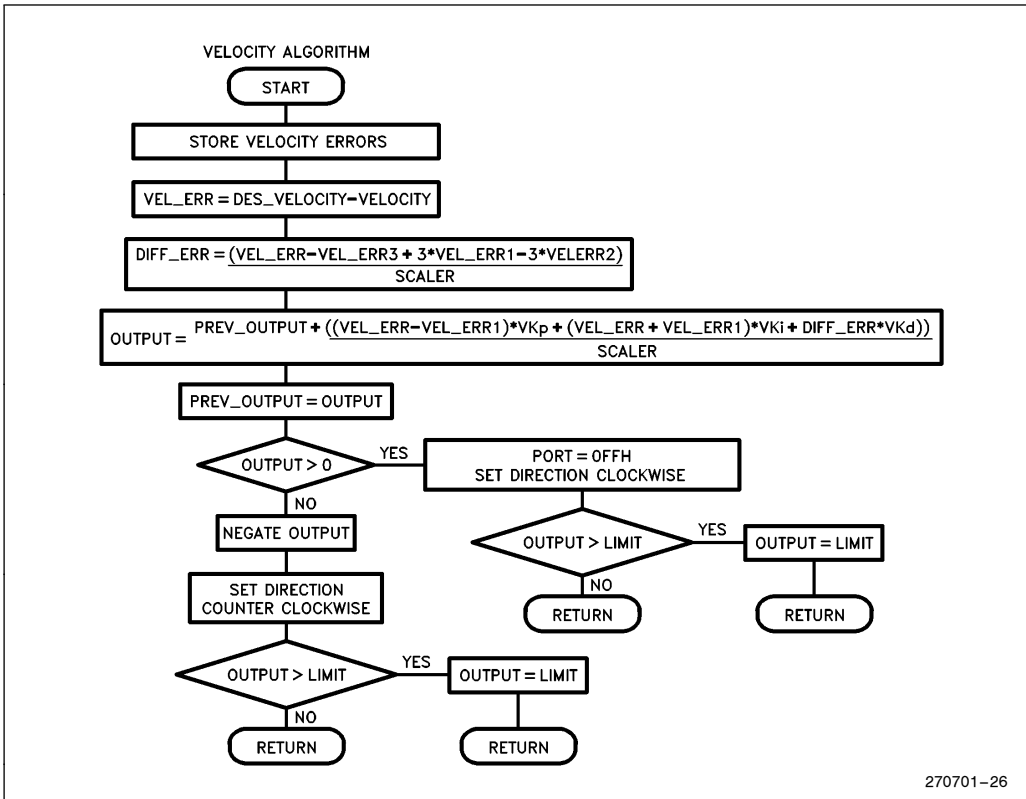 VELOCITY ALGORITHM
START
STORE VELOCITY ERRORS
VEL_ERR = DES_VELOCITY-VELOCITY
DIFF_ERR = (VEL_ERR-VEL_ERR3 + 3*VEL_ERR1-3*VELERR2)
SCALER
OUTPUT = PREV_OUTPUT + ((VEL_ERR-VEL_ERR1)*VKp + (VEL_ERR + VEL_ERR1)*VKi + DIFF_ERR*VKd))
SCALER
PREV_OUTPUT = OUTPUT
OUTPUT > 0
YES
PORT = 0FFH
SET DIRECTION CLOCKWISE
NO
NEGATE OUTPUT
OUTPUT > LIMIT
YES
OUTPUT = LIMIT
NO
RETURN
RETURN
SET DIRECTION
COUNTER CLOCKWISE
OUTPUT > LIMIT
YES
OUTPUT = LIMIT
NO
RETURN
RETURN
270701-26